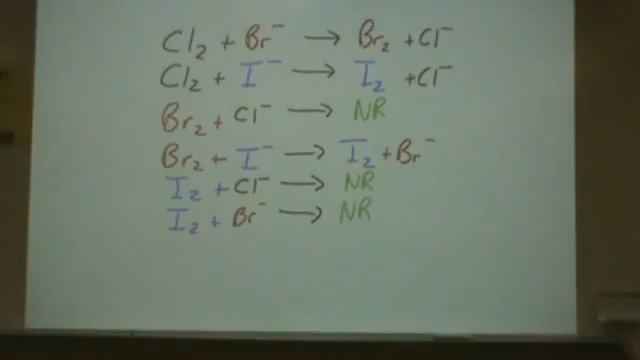 Cl₂ + Br⁻ → Br₂ + Cl⁻
Cl₂ + I⁻ → I₂ + Cl⁻
Br₂ + Cl⁻ → NR
Br₂ + I⁻ → I₂ + Br⁻
I₂ + Cl⁻ → NR
I₂ + Br⁻ → NR